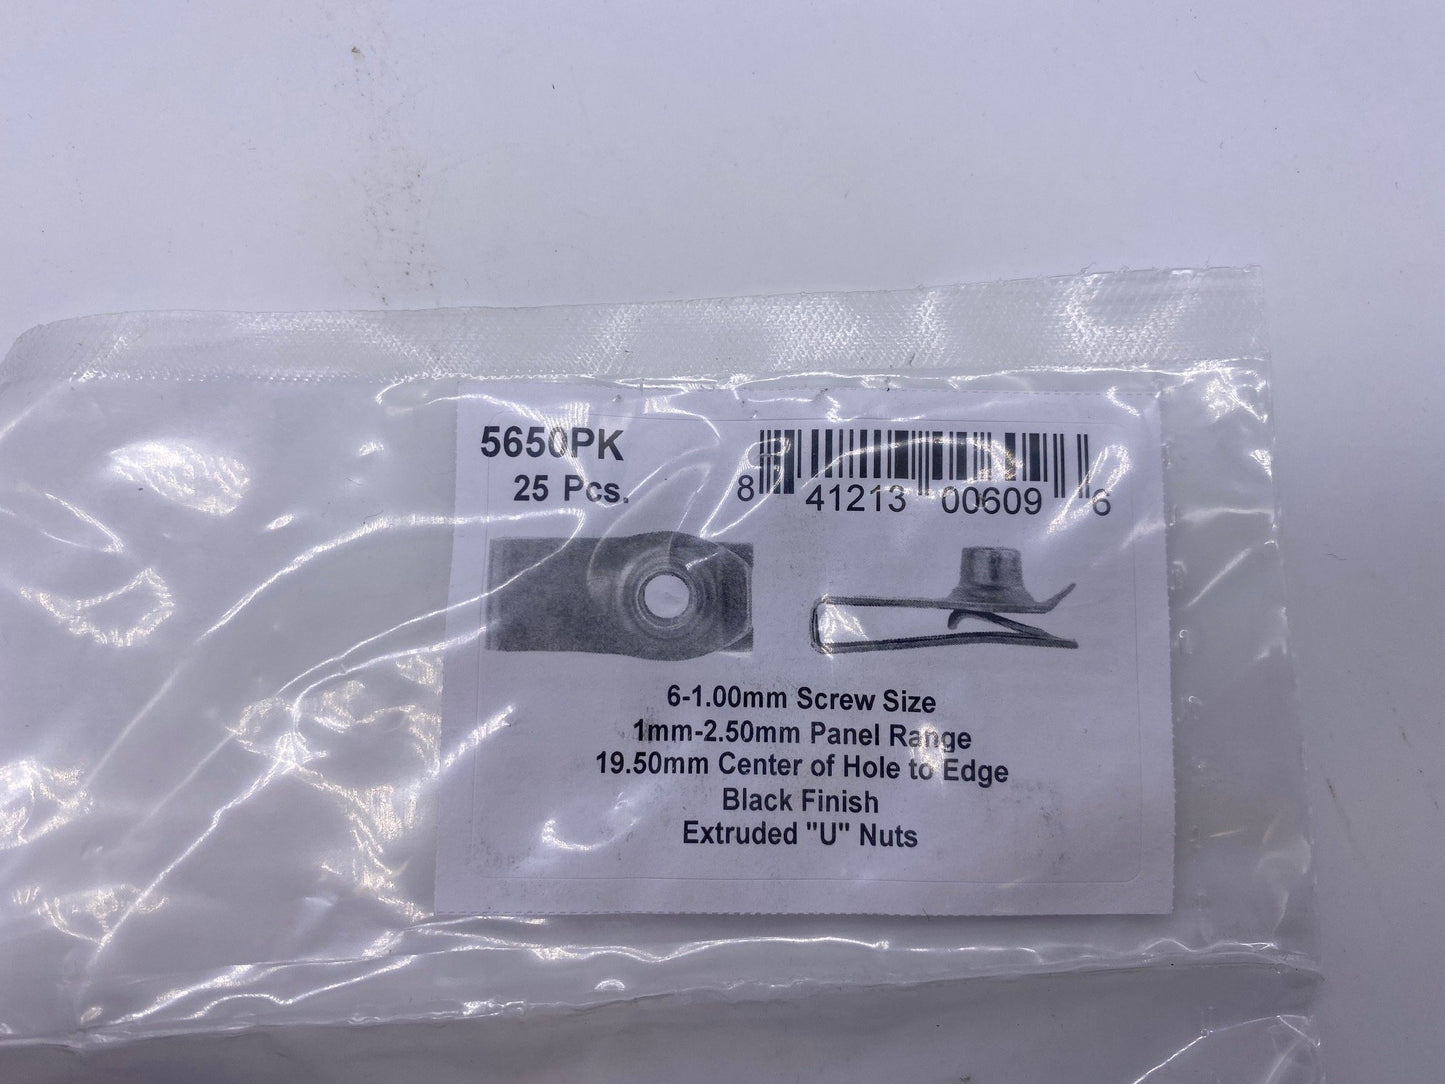 5650PK
25 Pcs.
8 41213 00609 6
6-1.00mm Screw Size
1mm-2.50mm Panel Range
19.50mm Center of Hole to Edge
Black Finish
Extruded "U" Nuts